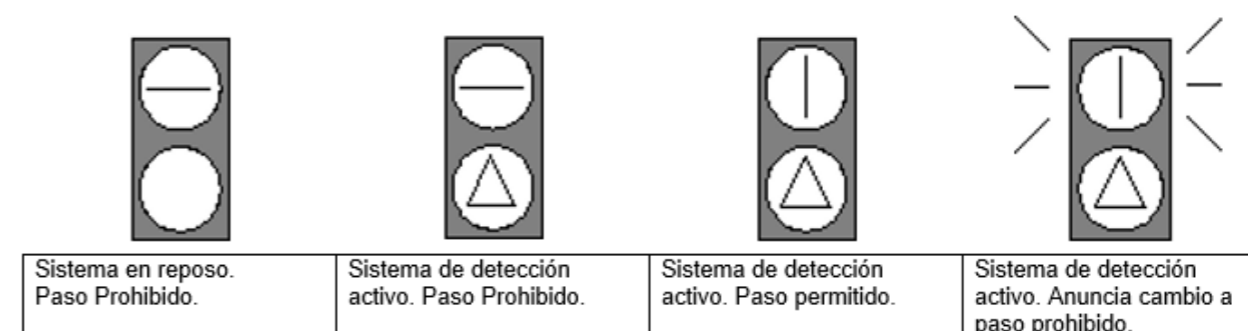 Sistema en reposo.
Paso Prohibido.
Sistema de detección
activo. Paso Prohibido.
Sistema de detección
activo. Paso permitido.
Sistema de detección
activo. Anuncia cambio a
paso prohibido.